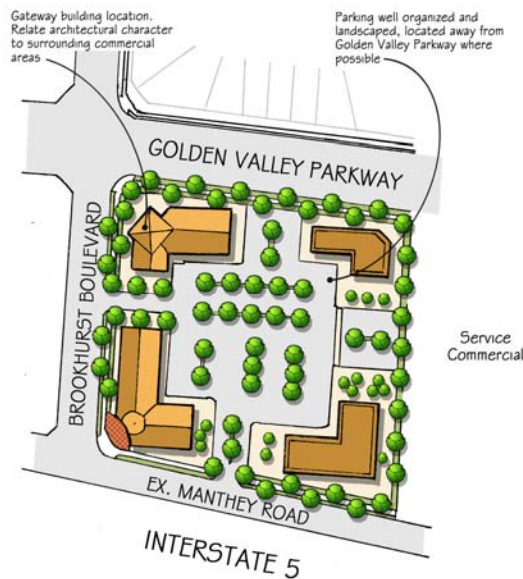 Gateway building location.
Relate architectural character
to surrounding commercial
areas
Parking well organized and
landscaped, located away from
Golden Valley Parkway where
possible
GOLDEN VALLEY PARKWAY
BROOKHURST BOULEVARD
Service
Commercial
EX. MANTHEY ROAD
INTERSTATE 5